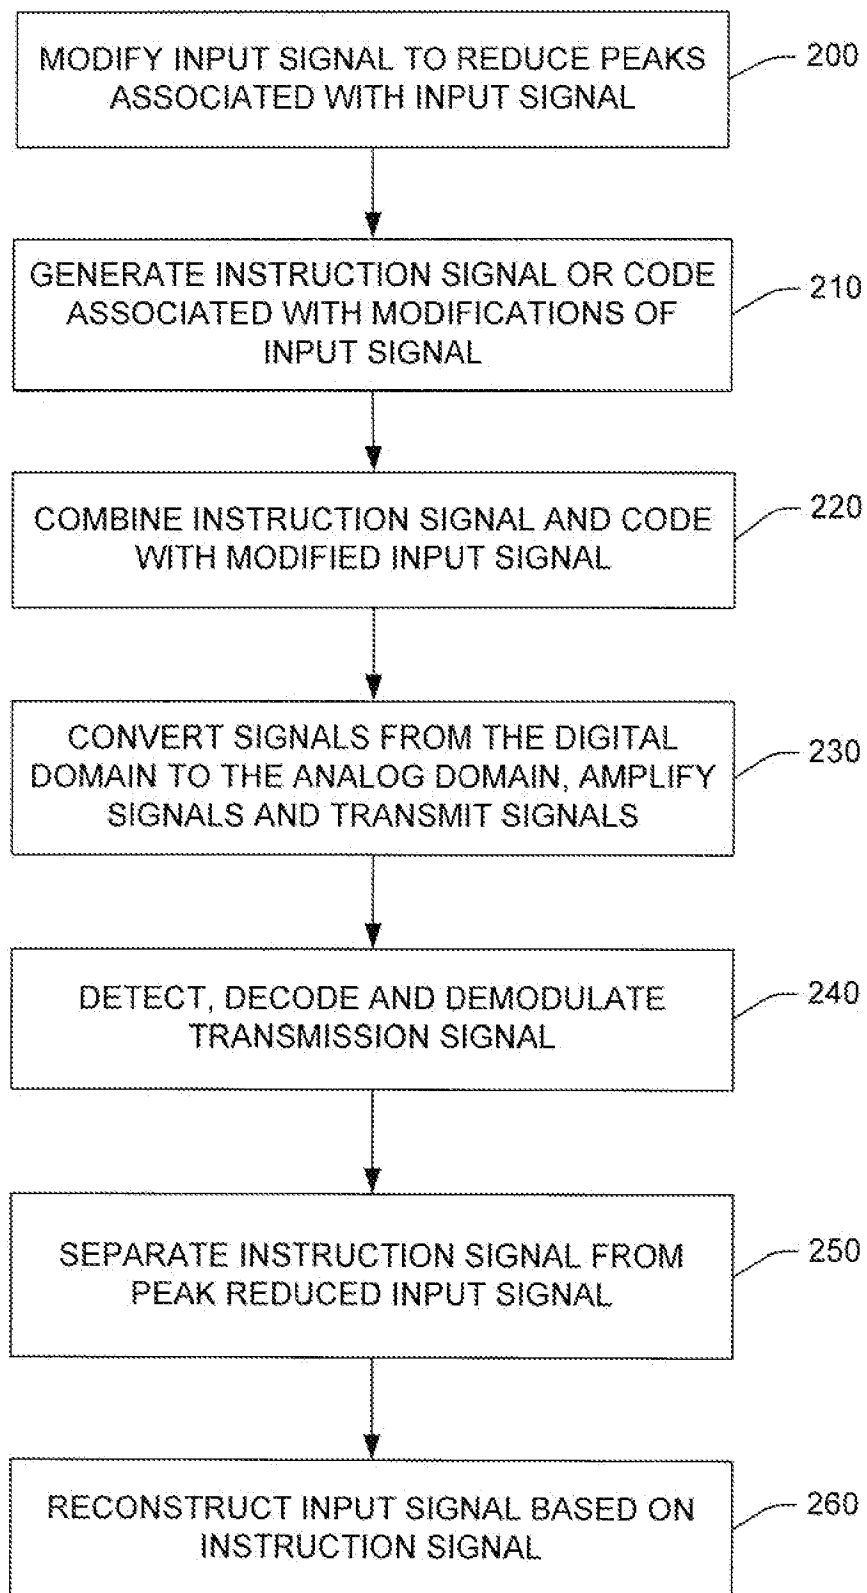 MODIFY INPUT SIGNAL TO REDUCE PEAKS
ASSOCIATED WITH INPUT SIGNAL
200
GENERATE INSTRUCTION SIGNAL OR CODE
ASSOCIATED WITH MODIFICATIONS OF
INPUT SIGNAL
210
COMBINE INSTRUCTION SIGNAL AND CODE
WITH MODIFIED INPUT SIGNAL
220
CONVERT SIGNALS FROM THE DIGITAL
DOMAIN TO THE ANALOG DOMAIN, AMPLIFY
SIGNALS AND TRANSMIT SIGNALS
230
DETECT, DECODE AND DEMODULATE
TRANSMISSION SIGNAL
240
SEPARATE INSTRUCTION SIGNAL FROM
PEAK REDUCED INPUT SIGNAL
250
RECONSTRUCT INPUT SIGNAL BASED ON
INSTRUCTION SIGNAL
260